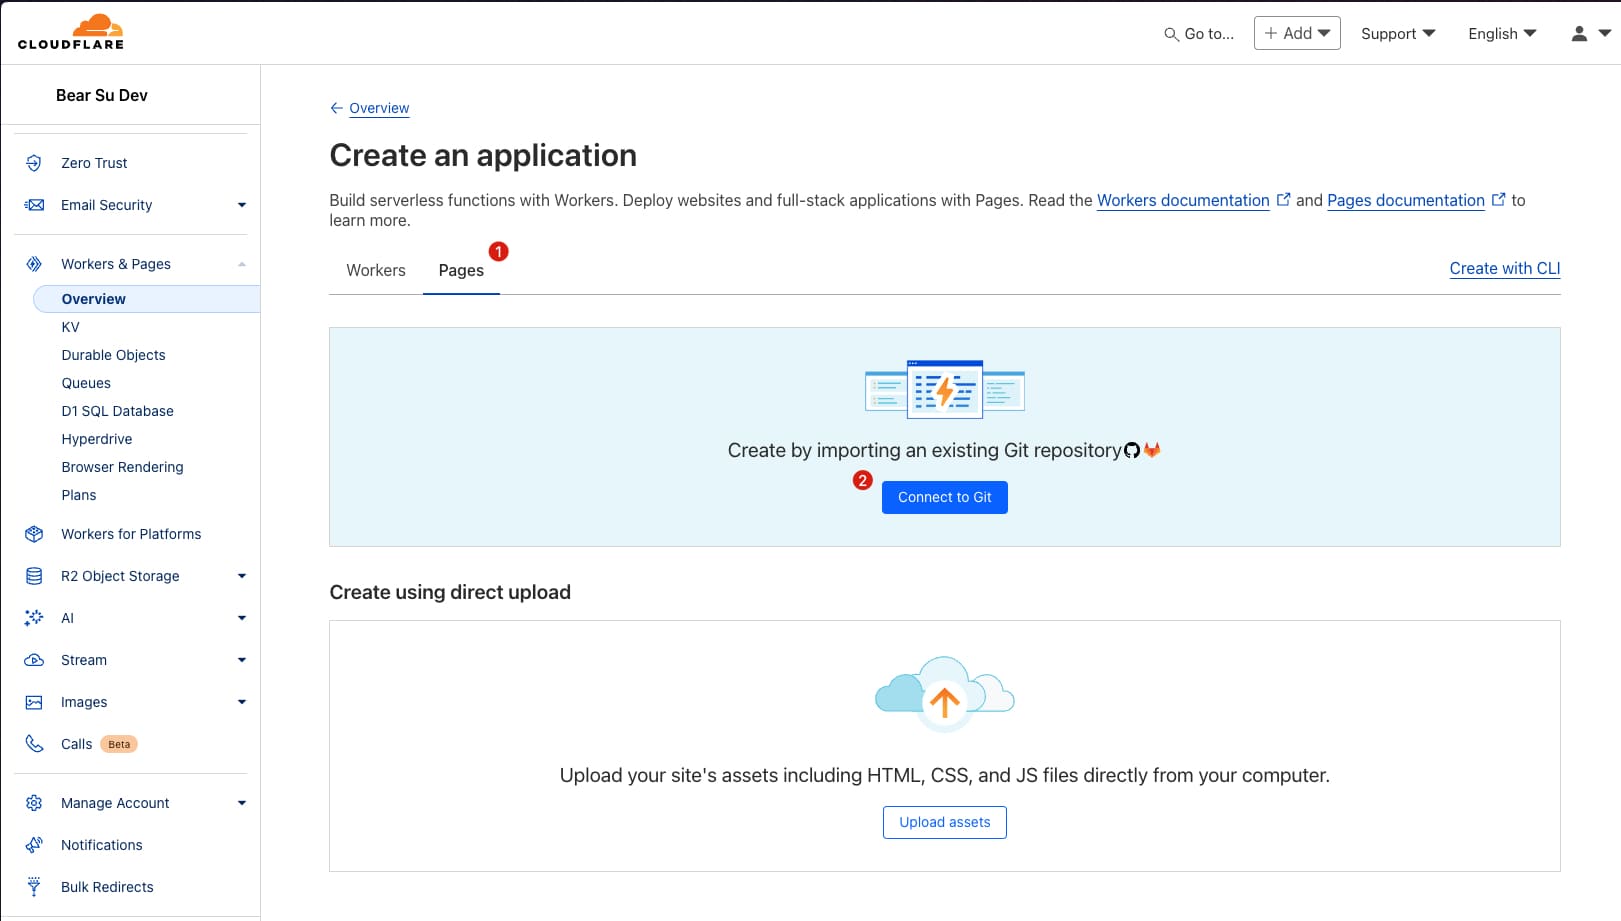 CLOUDFLARE
Go to...
+ Add
Support
English
Bear Su Dev
Zero Trust
Email Security
Workers & Pages
Overview
KV
Durable Objects
Queues
D1 SQL Database
Hyperdrive
Browser Rendering
Plans
Workers for Platforms
R2 Object Storage
AI
Stream
Images
Calls Beta
Manage Account
Notifications
Bulk Redirects
← Overview
Create an application
Build serverless functions with Workers. Deploy websites and full-stack applications with Pages. Read the Workers documentation and Pages documentation to
learn more.
1
Workers Pages Create with CLI
Create by importing an existing Git repository
2
Connect to Git
Create using direct upload
Upload your site's assets including HTML, CSS, and JS files directly from your computer.
Upload assets